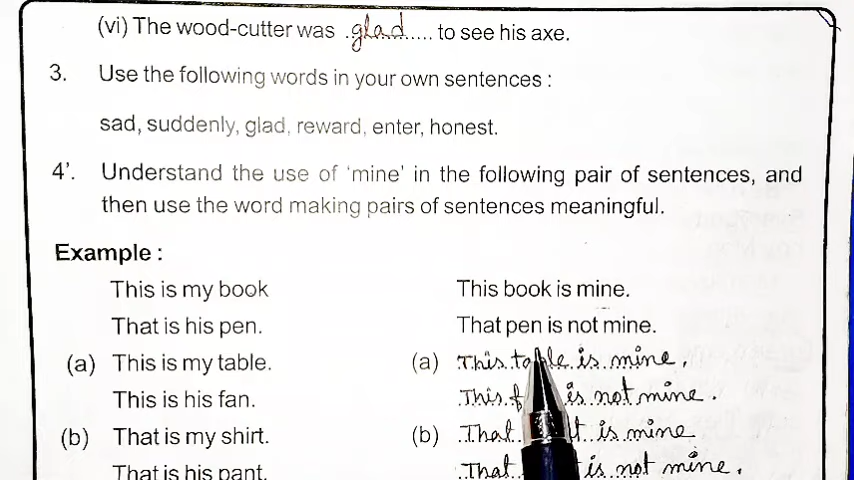 (vi) The wood-cutter was .glad..... to see his axe.
3. Use the following words in your own sentences :
sad, suddenly, glad, reward, enter, honest.
4'. Understand the use of 'mine' in the following pair of sentences, and
then use the word making pairs of sentences meaningful.
Example :
This is my book This book is mine.
That is his pen. That pen is not mine.
(a) This is my table. (a) This table is mine.
This is his fan. This is not mine.
(b) That is my shirt. (b) That is mine
That is his pant. That is not mine.